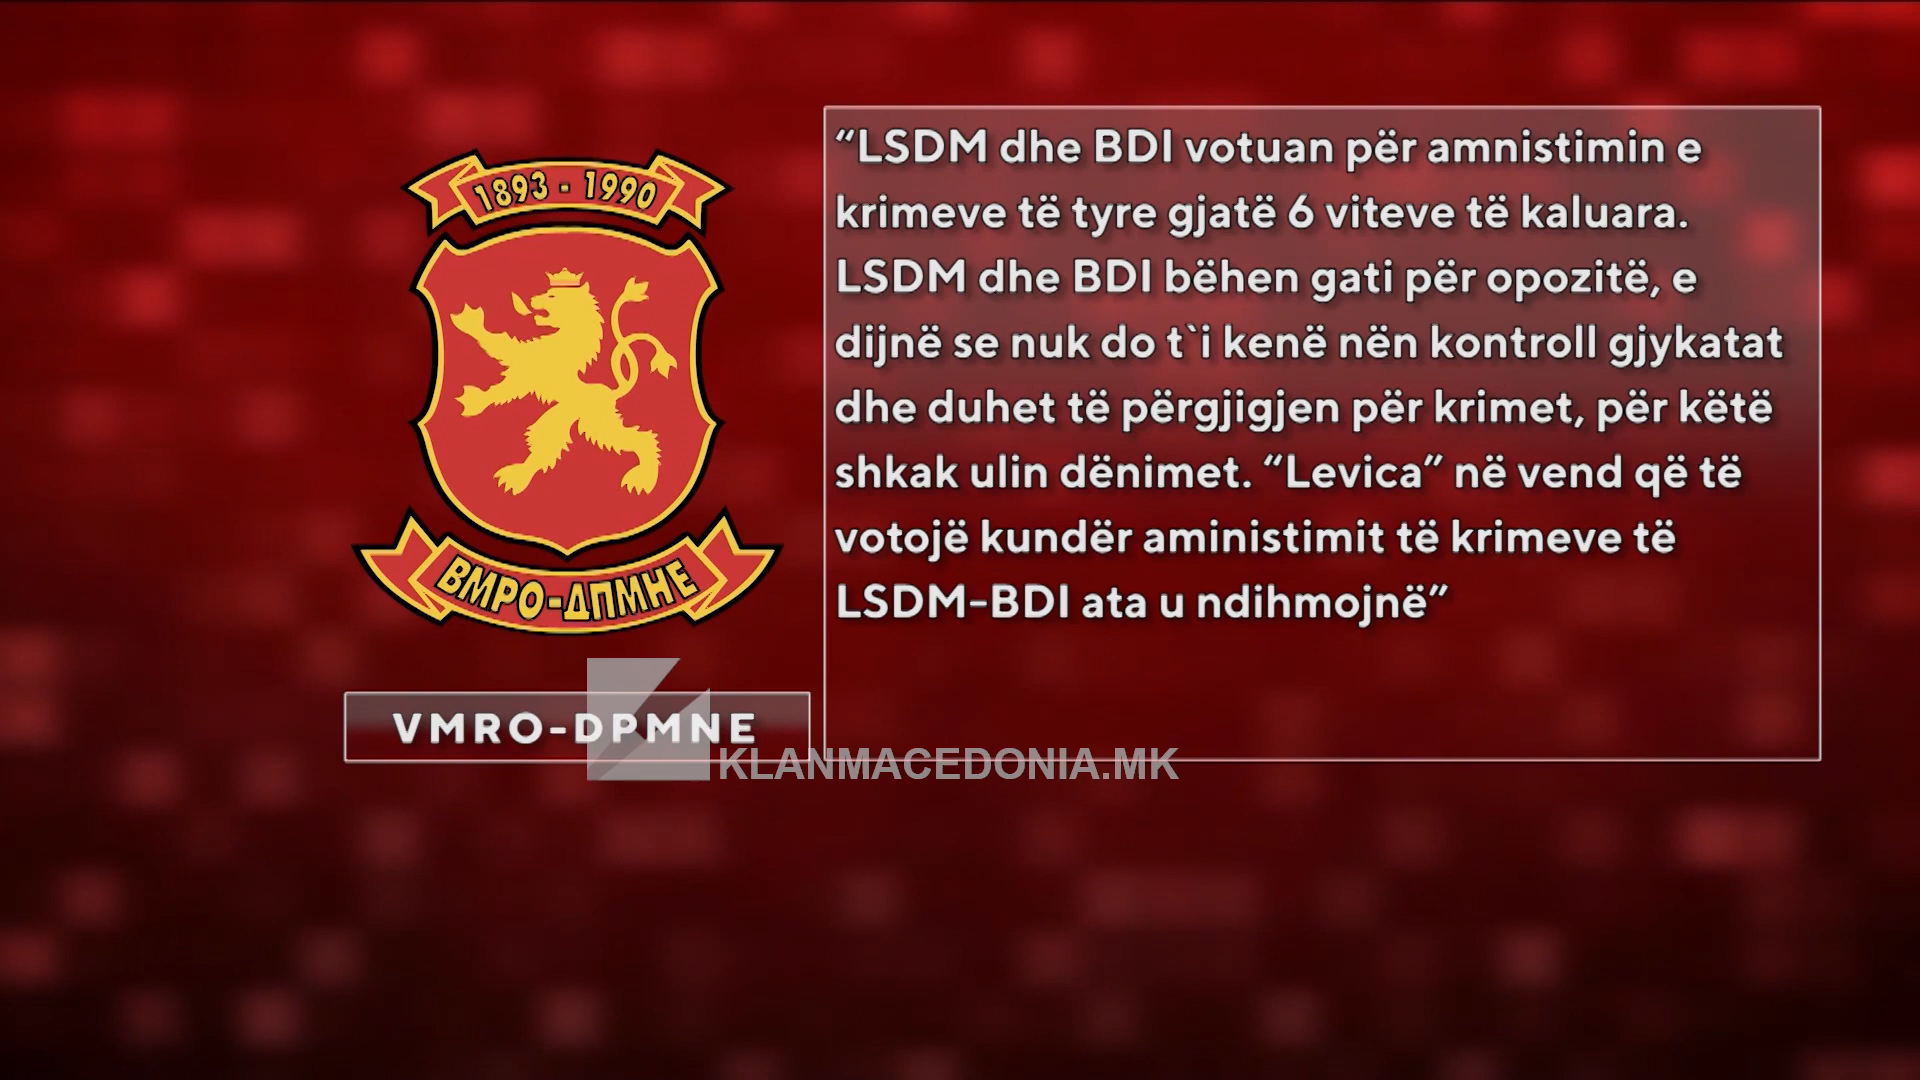 1893 - 1990
ВМРО-ДПМНЕ
VMRO-DPMNE
“LSDM dhe BDI votuan për amnistimin e
krimeve të tyre gjatë 6 viteve të kaluara.
LSDM dhe BDI bëhen gati për opozitë, e
dijnë se nuk do t`i kenë nën kontroll gjykatat
dhe duhet të përgjigjen për krimet, për këtë
shkak ulin dënimet. “Levica” në vend që të
votojë kundër aministimit të krimeve të
LSDM-BDI ata u ndihmojnë”
KLANMACEDONIA.MK